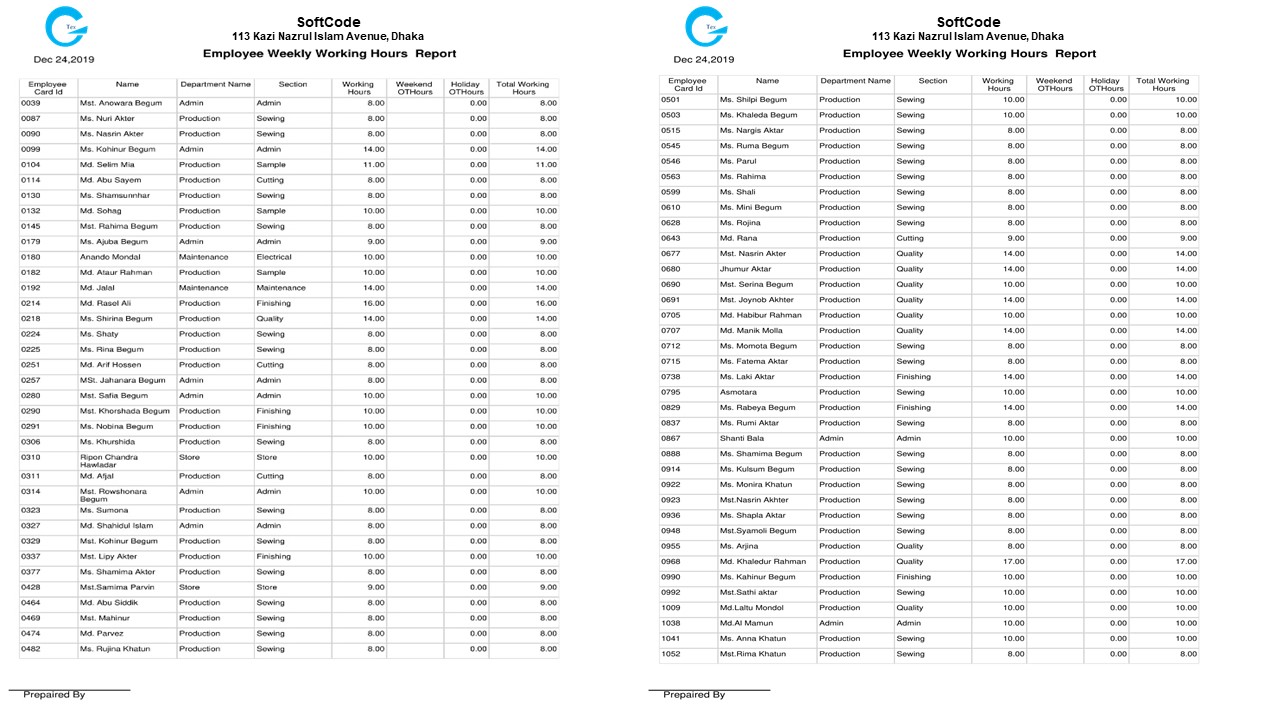 Tex
SoftCode
113 Kazi Nazrul Islam Avenue, Dhaka
Employee Weekly Working Hours Report
Dec 24,2019
Employee Card Id Name Department Name Section Working Hours Weekend OTHours Holiday OTHours Total Working Hours
0039 Mst. Anowara Begum Admin Admin 8.00 0.00 8.00
0087 Ms. Nuri Akter Production Sewing 8.00 0.00 8.00
0090 Ms. Nasrin Akter Production Sewing 8.00 0.00 8.00
0099 Ms. Kohinur Begum Admin Admin 14.00 0.00 14.00
0104 Md. Selim Mia Production Sample 11.00 0.00 11.00
0114 Md. Abu Sayem Production Cutting 8.00 0.00 8.00
0130 Ms. Shamsunnhar Production Sewing 8.00 0.00 8.00
0132 Md. Sohag Production Sample 10.00 0.00 10.00
0145 Mst. Rahima Begum Production Sewing 8.00 0.00 8.00
0179 Ms. Ajuba Begum Admin Admin 9.00 0.00 9.00
0180 Anando Mondal Maintenance Electrical 10.00 0.00 10.00
0182 Md. Ataur Rahman Production Sample 10.00 0.00 10.00
0192 Md. Jalal Maintenance Maintenance 14.00 0.00 14.00
0214 Md. Rasel Ali Production Finishing 16.00 0.00 16.00
0218 Ms. Shirina Begum Production Quality 14.00 0.00 14.00
0224 Ms. Shaty Production Sewing 8.00 0.00 8.00
0225 Ms. Rina Begum Production Sewing 8.00 0.00 8.00
0251 Md. Arif Hossen Production Cutting 8.00 0.00 8.00
0257 MSt. Jahanara Begum Admin Admin 8.00 0.00 8.00
0280 Mst. Safia Begum Admin Admin 10.00 0.00 10.00
0290 Mst. Khorshada Begum Production Finishing 10.00 0.00 10.00
0291 Ms. Nobina Begum Production Finishing 10.00 0.00 10.00
0306 Ms. Khurshida Production Sewing 8.00 0.00 8.00
0310 Ripon Chandra Hawladar Store Store 10.00 0.00 10.00
0311 Md. Afjal Production Cutting 8.00 0.00 8.00
0314 Mst. Rowshonara Begum Admin Admin 10.00 0.00 10.00
0323 Ms. Sumona Production Sewing 8.00 0.00 8.00
0327 Md. Shahidul Islam Admin Admin 8.00 0.00 8.00
0329 Mst. Kohinur Begum Production Sewing 8.00 0.00 8.00
0337 Mst. Lipy Akter Production Finishing 10.00 0.00 10.00
0377 Ms. Shamima Akter Production Sewing 8.00 0.00 8.00
0428 Mst.Samima Parvin Store Store 9.00 0.00 9.00
0464 Md. Abu Siddik Production Sewing 8.00 0.00 8.00
0469 Mst. Mahinur Production Sewing 8.00 0.00 8.00
0474 Md. Parvez Production Sewing 8.00 0.00 8.00
0482 Ms. Rujina Khatun Production Sewing 8.00 0.00 8.00
Prepaired By
Tex
SoftCode
113 Kazi Nazrul Islam Avenue, Dhaka
Employee Weekly Working Hours Report
Dec 24,2019
Employee Card Id Name Department Name Section Working Hours Weekend OTHours Holiday OTHours Total Working Hours
0501 Ms. Shilpi Begum Production Sewing 10.00 0.00 10.00
0503 Ms. Khaleda Begum Production Sewing 10.00 0.00 10.00
0515 Ms. Nargis Aktar Production Sewing 8.00 0.00 8.00
0545 Ms. Ruma Begum Production Sewing 8.00 0.00 8.00
0546 Ms. Parul Production Sewing 8.00 0.00 8.00
0563 Ms. Rahima Production Sewing 8.00 0.00 8.00
0599 Ms. Shali Production Sewing 8.00 0.00 8.00
0610 Ms. Mini Begum Production Sewing 8.00 0.00 8.00
0628 Ms. Rojina Production Sewing 8.00 0.00 8.00
0643 Md. Rana Production Cutting 9.00 0.00 9.00
0677 Mst. Nasrin Akter Production Quality 14.00 0.00 14.00
0680 Jhumur Aktar Production Quality 14.00 0.00 14.00
0690 Mst. Serina Begum Production Quality 10.00 0.00 10.00
0691 Mst. Joynob Akhter Production Quality 14.00 0.00 14.00
0705 Md. Habibur Rahman Production Quality 10.00 0.00 10.00
0707 Md. Manik Molla Production Quality 14.00 0.00 14.00
0712 Ms. Momota Begum Production Sewing 8.00 0.00 8.00
0715 Ms. Fatema Aktar Production Sewing 8.00 0.00 8.00
0738 Ms. Laki Aktar Production Finishing 14.00 0.00 14.00
0795 Asmotara Production Sewing 10.00 0.00 10.00
0829 Ms. Rabeya Begum Production Finishing 14.00 0.00 14.00
0837 Ms. Rumi Aktar Production Sewing 8.00 0.00 8.00
0867 Shanti Bala Admin Admin 10.00 0.00 10.00
0888 Ms. Shamima Begum Production Sewing 8.00 0.00 8.00
0914 Ms. Kulsum Begum Production Sewing 8.00 0.00 8.00
0922 Ms. Monira Khatun Production Sewing 8.00 0.00 8.00
0923 Mst.Nasrin Akhter Production Sewing 8.00 0.00 8.00
0936 Ms. Shapla Aktar Production Sewing 8.00 0.00 8.00
0948 Mst.Syamoli Begum Production Sewing 8.00 0.00 8.00
0955 Ms. Arjina Production Quality 8.00 0.00 8.00
0968 Md. Khaledur Rahman Production Quality 17.00 0.00 17.00
0990 Ms. Kahinur Begum Production Finishing 10.00 0.00 10.00
0992 Mst.Sathi aktar Production Sewing 10.00 0.00 10.00
1009 Md.Laltu Mondol Production Quality 10.00 0.00 10.00
1038 Md.Al Mamun Admin Admin 10.00 0.00 10.00
1041 Ms. Anna Khatun Production Sewing 10.00 0.00 10.00
1052 Mst.Rima Khatun Production Sewing 8.00 0.00 8.00
Prepaired By